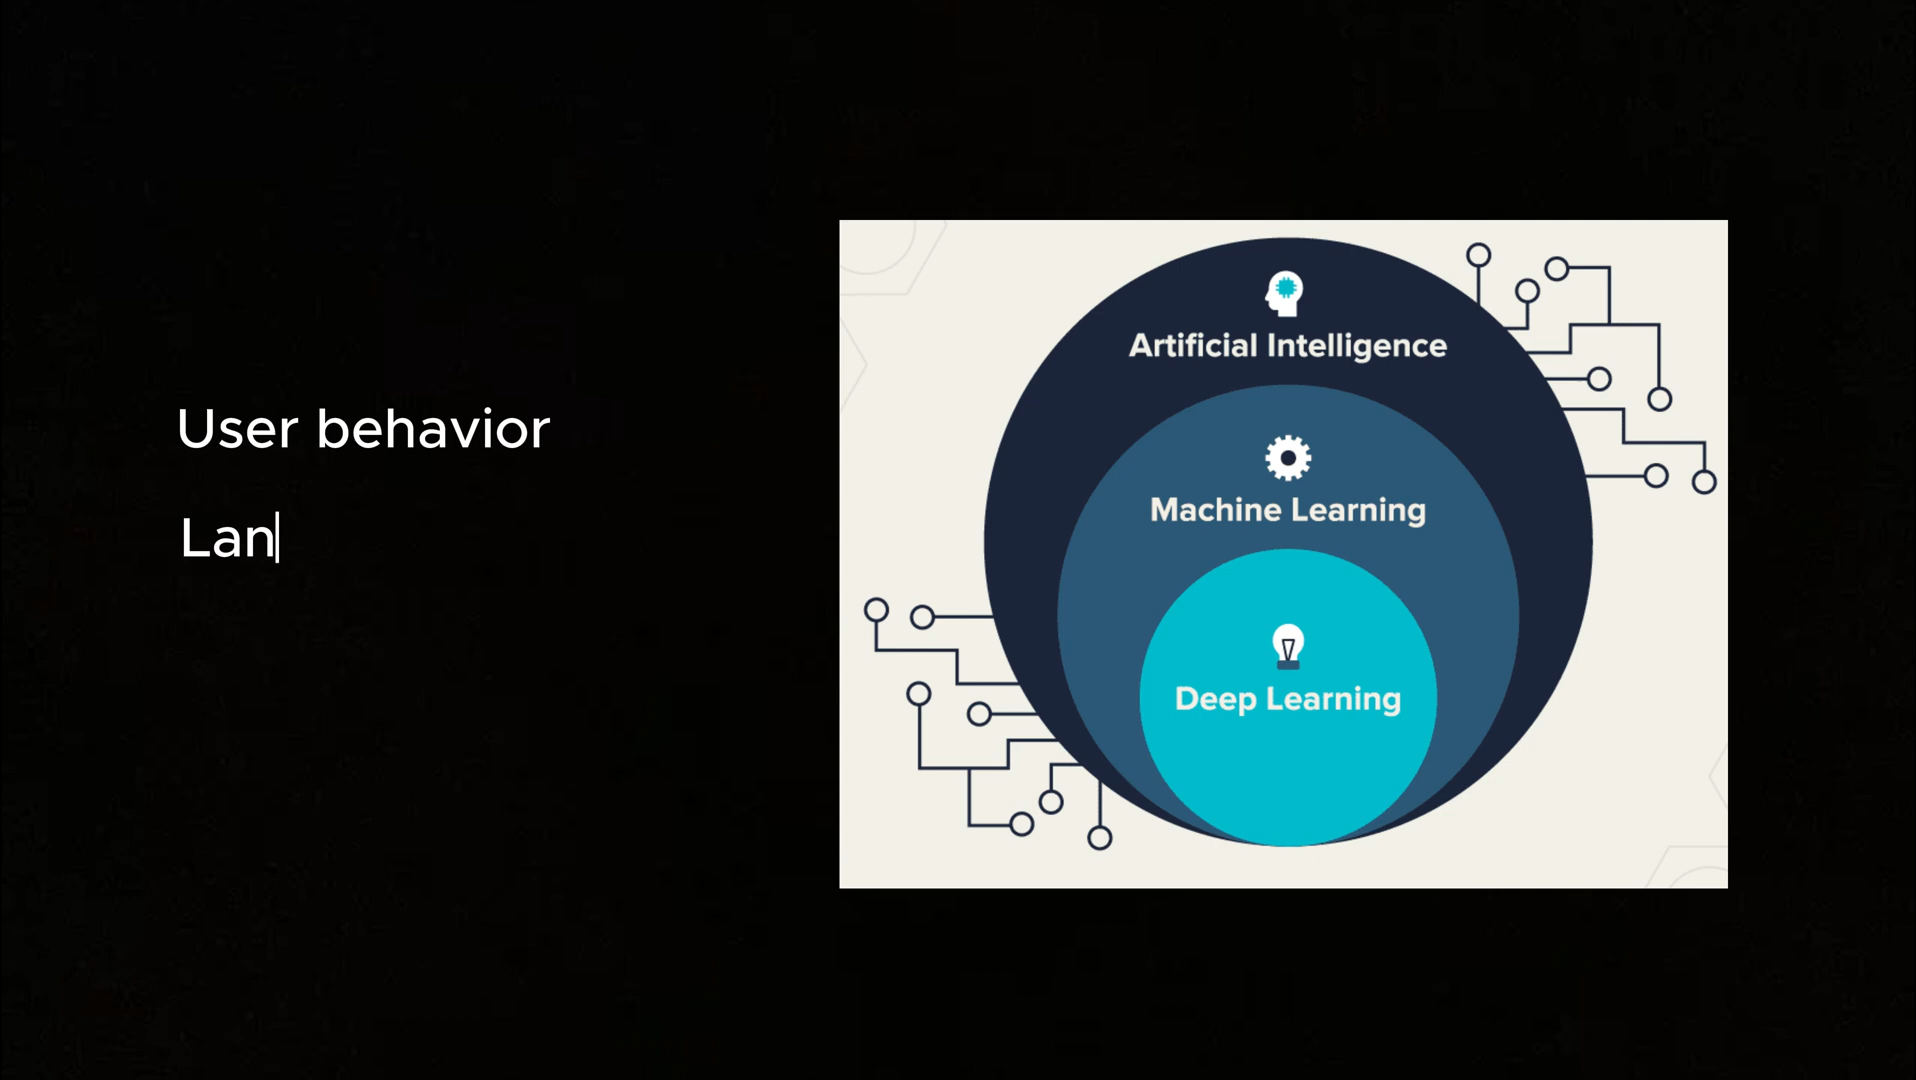 User behavior
Lan
Artificial Intelligence
Machine Learning
Deep Learning